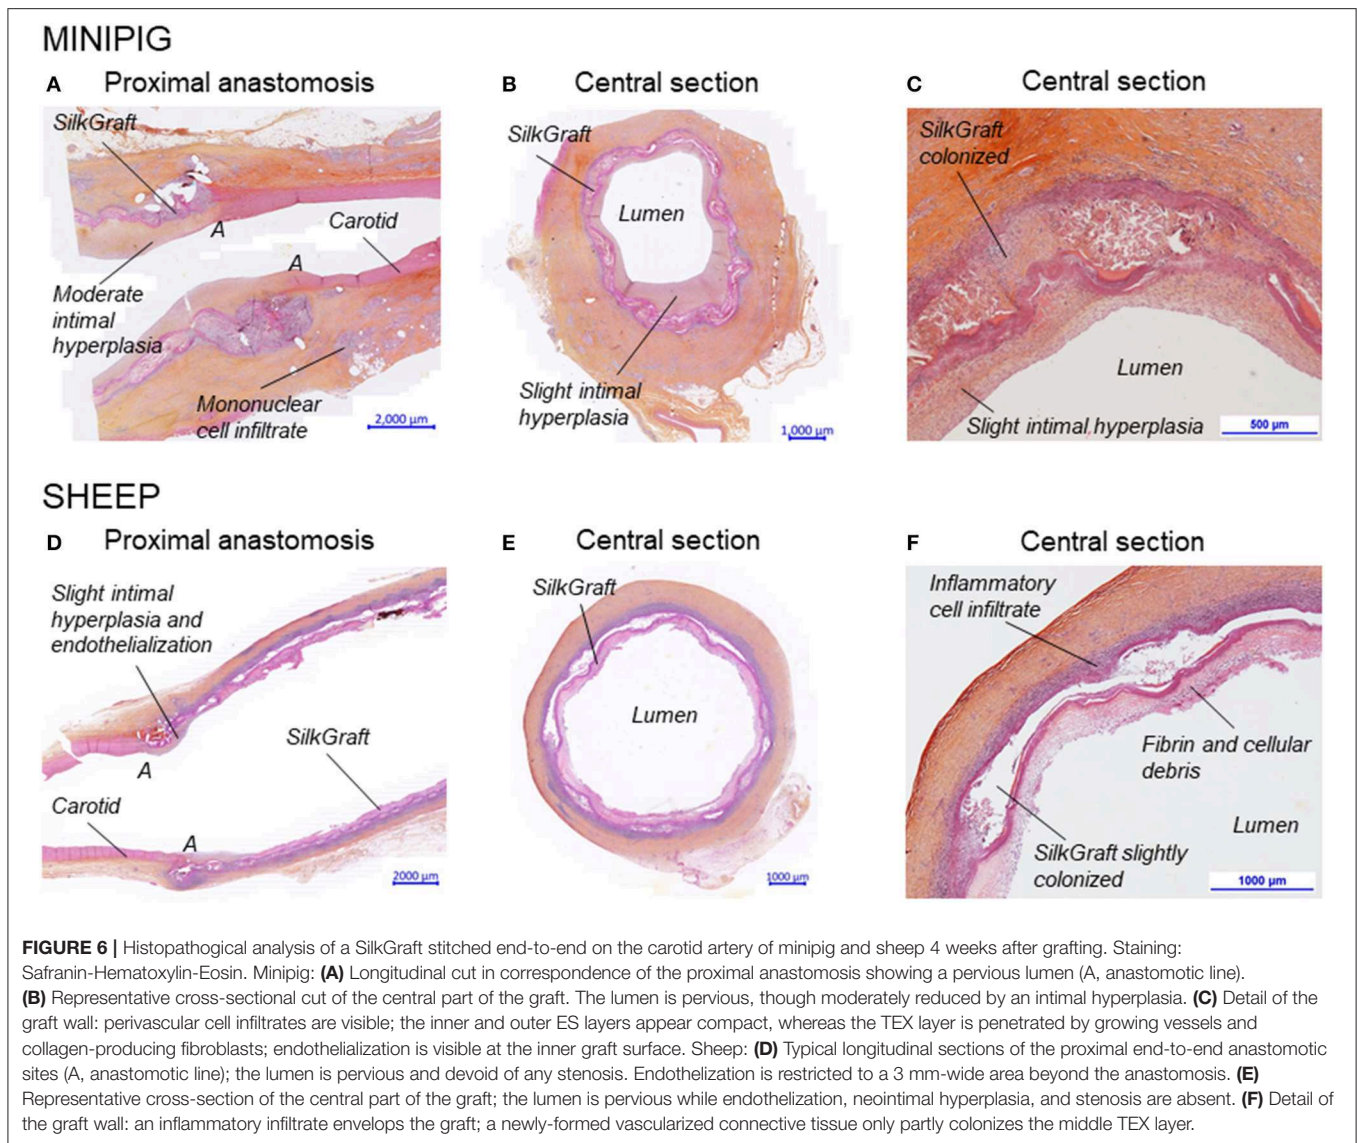 MINIPIG
A Proximal anastomosis
SilkGraft
A
Carotid
A
Moderate
intimal
hyperplasia
Mononuclear
cell infiltrate
2,000 µm
B Central section
SilkGraft
Lumen
Slight intimal
hyperplasia
1,000 µm
C Central section
SilkGraft
colonized
Lumen
Slight intimal hyperplasia
500 µm
SHEEP
D Proximal anastomosis
Slight intimal
hyperplasia and
endothelialization
SilkGraft
A
Carotid
A
2000 µm
E Central section
SilkGraft
Lumen
1000 µm
F Central section
Inflammatory
cell infiltrate
Fibrin and cellular
debris
Lumen
SilkGraft slightly
colonized
1000 µm
FIGURE 6 | Histopathogical analysis of a SilkGraft stitched end-to-end on the carotid artery of minipig and sheep 4 weeks after grafting. Staining:
Safranin-Hematoxylin-Eosin. Minipig: (A) Longitudinal cut in correspondence of the proximal anastomosis showing a pervious lumen (A, anastomotic line).
(B) Representative cross-sectional cut of the central part of the graft. The lumen is pervious, though moderately reduced by an intimal hyperplasia. (C) Detail of the
graft wall: perivascular cell infiltrates are visible; the inner and outer ES layers appear compact, whereas the TEX layer is penetrated by growing vessels and
collagen-producing fibroblasts; endothelialization is visible at the inner graft surface. Sheep: (D) Typical longitudinal sections of the proximal end-to-end anastomotic
sites (A, anastomotic line); the lumen is pervious and devoid of any stenosis. Endothelization is restricted to a 3 mm-wide area beyond the anastomosis. (E)
Representative cross-section of the central part of the graft; the lumen is pervious while endothelization, neointimal hyperplasia, and stenosis are absent. (F) Detail of
the graft wall: an inflammatory infiltrate envelops the graft; a newly-formed vascularized connective tissue only partly colonizes the middle TEX layer.